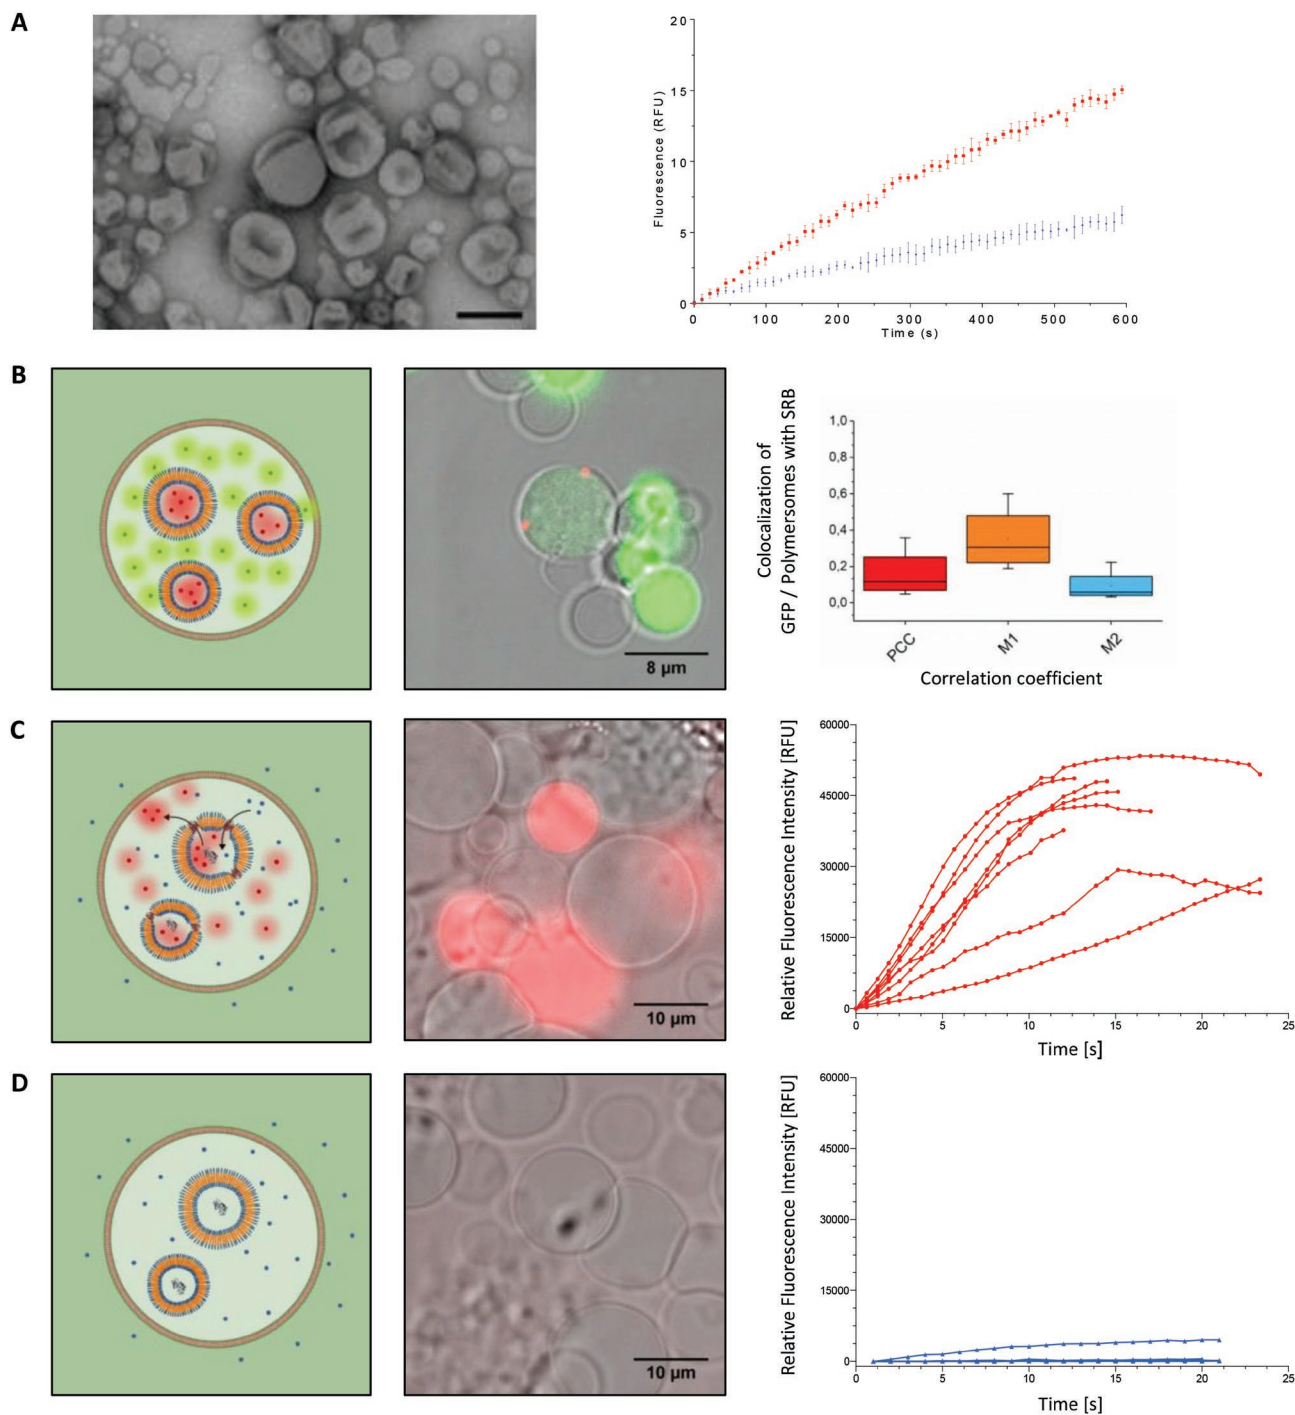 A
Fluorescence (RFU)
20
15
10
5
0
0 100 200 300 400 500 600
Time (s)
B
8 µm
Colocalization of
GFP / Polymersomes with SRB
1.0
0,8
0,6
0,4
0,2
0,0
PCC M1 M2
Correlation coefficient
C
10 µm
Relative Fluorescence Intensity [RFU]
60000
45000
30000
15000
0
0 5 10 15 20 25
Time [s]
D
10 µm
Relative Fluorescence Intensity [RFU]
60000
45000
30000
15000
0
0 5 10 15 20 25
Time [s]